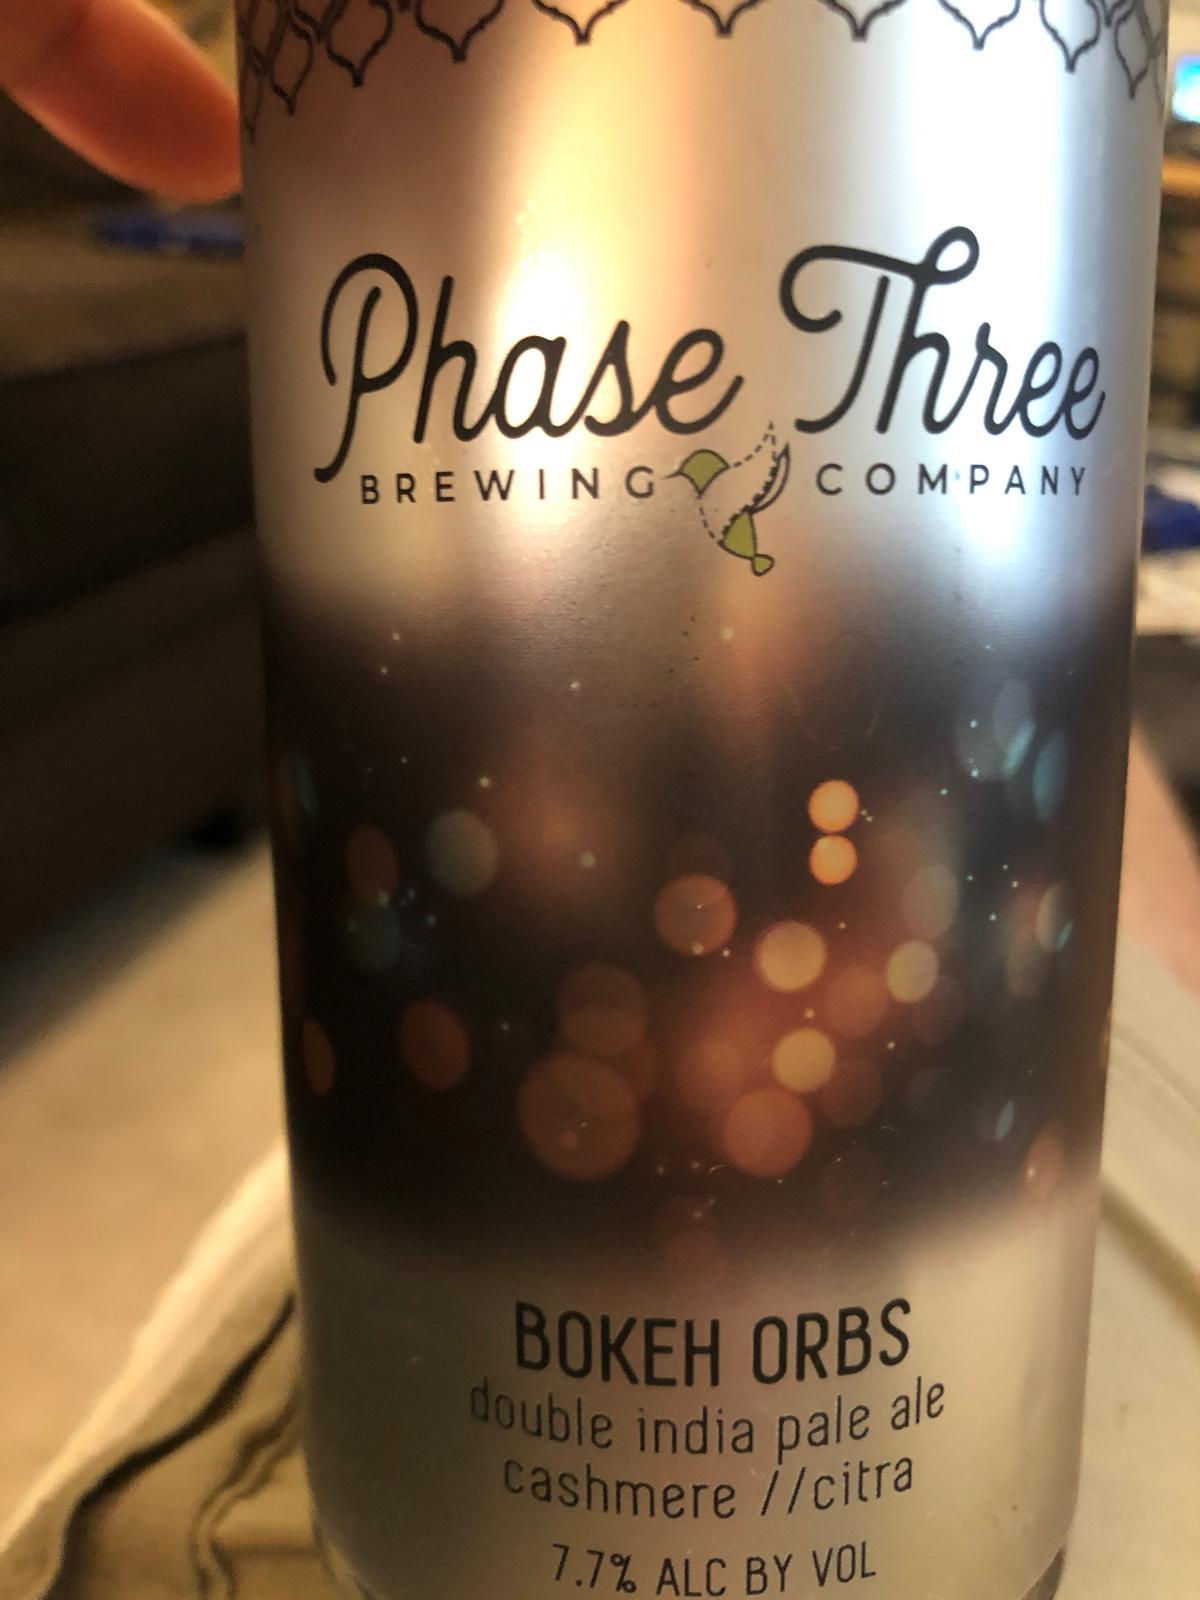 Phase Three
BREWING COMPANY
BOKEH ORBS
double india pale ale
cashmere //citra
7.7% ALC BY VOL